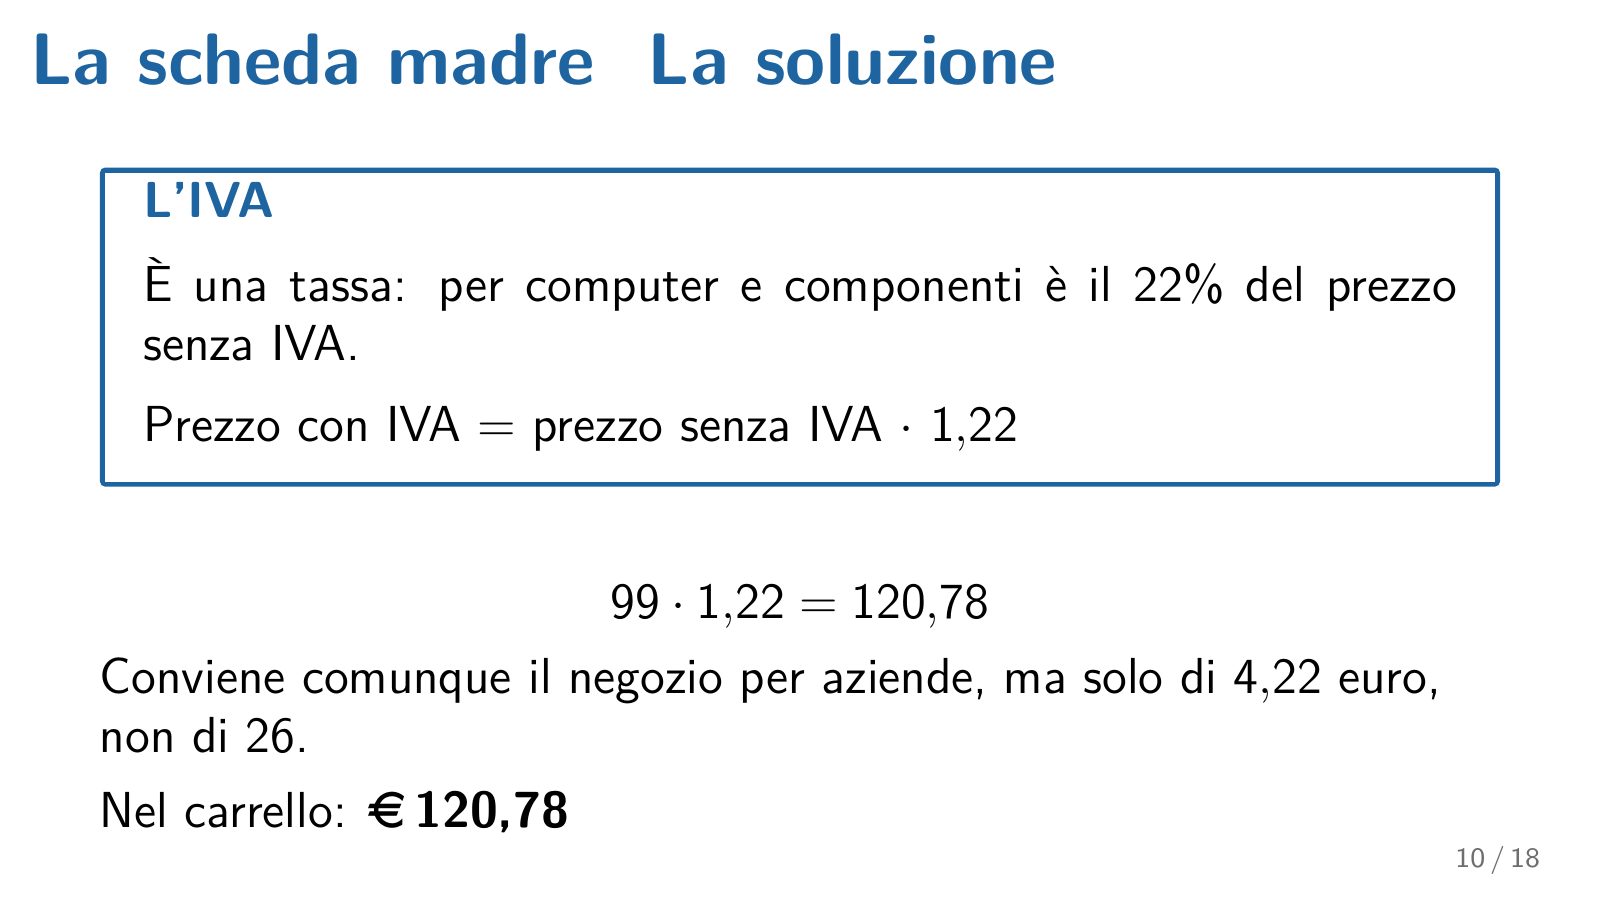 La scheda madre La soluzione
L'IVA
È una tassa: per computer e componenti è il 22% del prezzo
senza IVA.
Prezzo con IVA = prezzo senza IVA · 1,22
99 · 1,22 = 120,78
Conviene comunque il negozio per aziende, ma solo di 4,22 euro,
non di 26.
Nel carrello: € 120,78
10 / 18